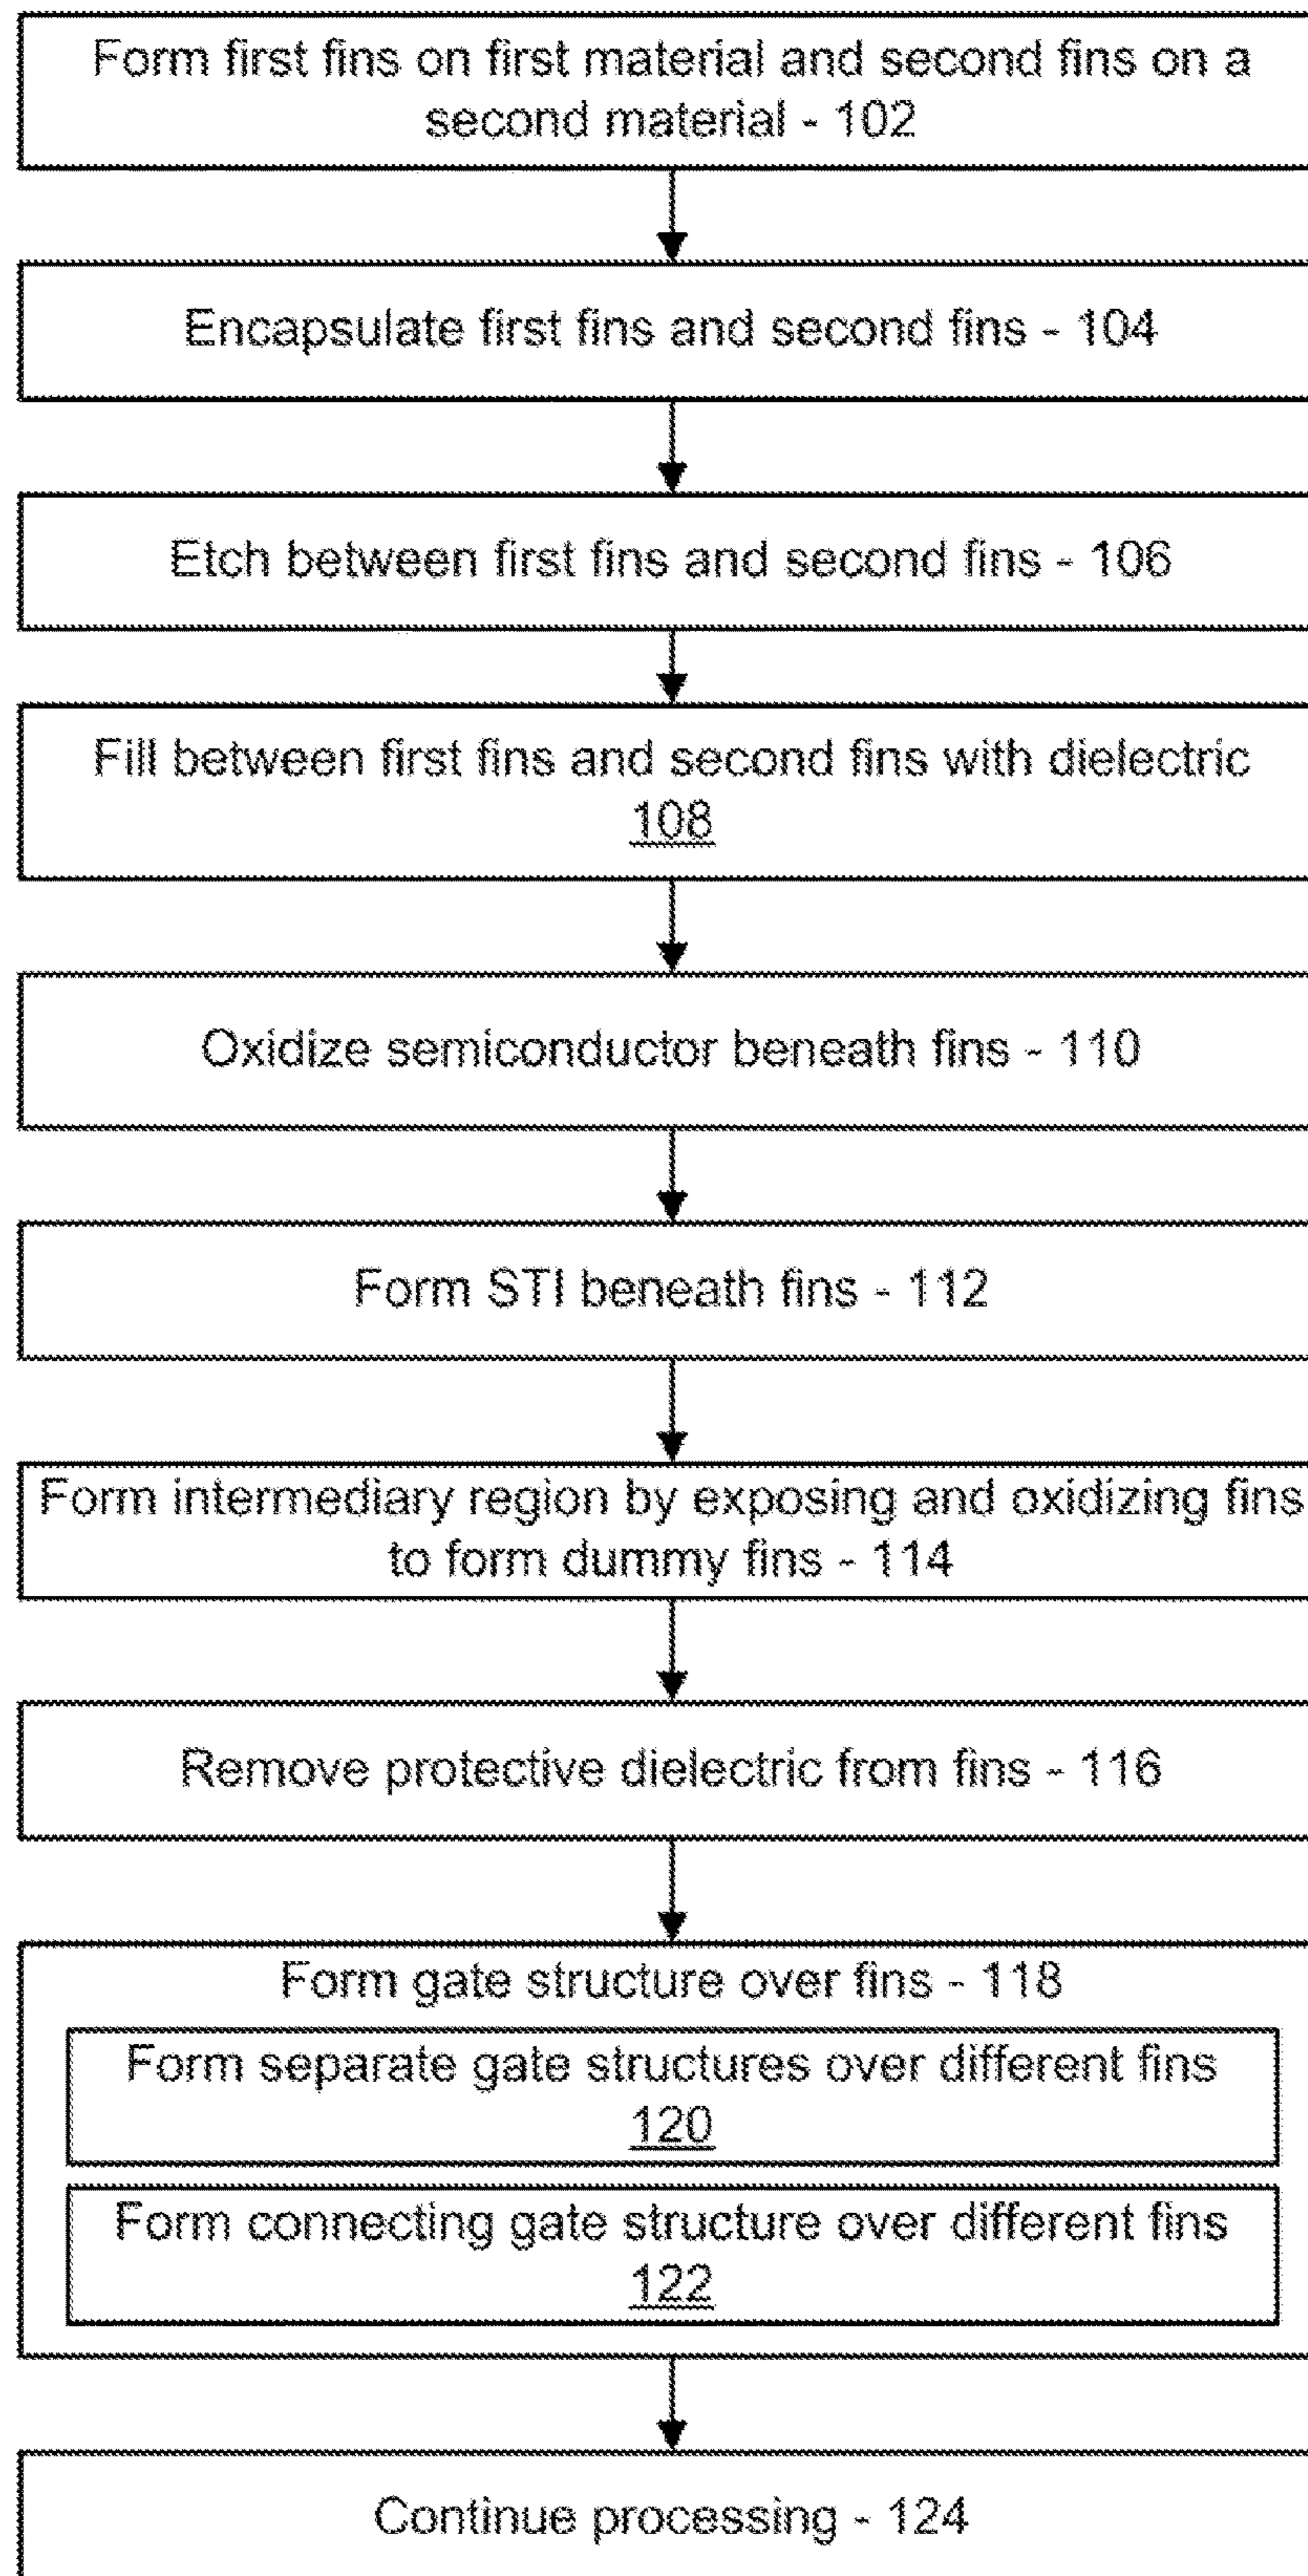 Form first fins on first material and second fins on a
second material - 102
Encapsulate first fins and second fins - 104
Etch between first fins and second fins - 106
Fill between first fins and second fins with dielectric
108
Oxidize semiconductor beneath fins - 110
Form STI beneath fins - 112
Form intermediary region by exposing and oxidizing fins
to form dummy fins - 114
Remove protective dielectric from fins - 116
Form gate structure over fins - 118
Form separate gate structures over different fins
120
Form connecting gate structure over different fins
122
Continue processing - 124